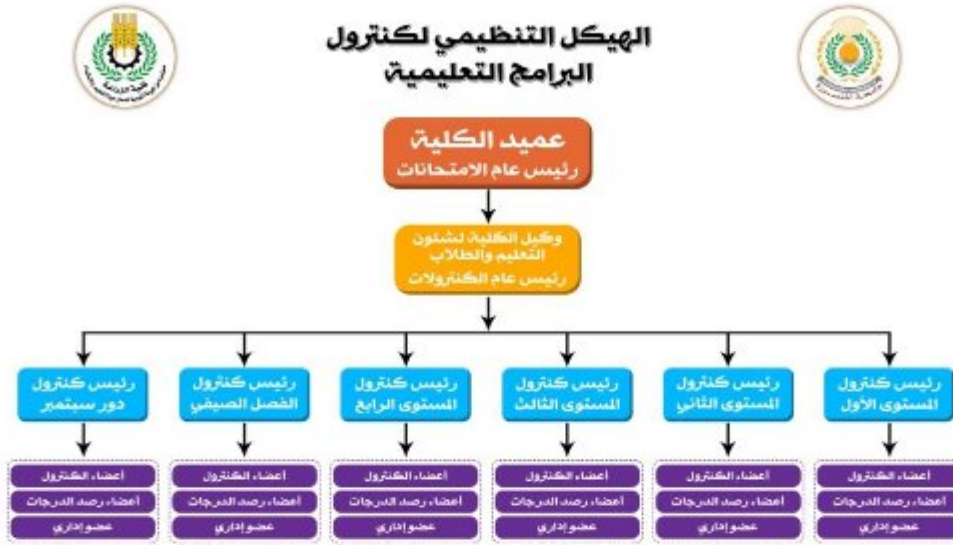 الهيكل التنظيمي لكنترول
البرامج التعليمية
كلية الزراعة
عميد الكلية
رئيس عام الامتحانات
وكيل الكلية لشئون
التعليم والطلاب
رئيس عام الكنترولات
رئيس كنترول
المستوى الأول
رئيس كنترول
المستوى الثاني
رئيس كنترول
المستوى الثالث
رئيس كنترول
المستوى الرابع
رئيس كنترول
الفصل الصيفي
رئيس كنترول
دور سبتمبر
أعضاء الكنترول
أعضاء رصد الدرجات
عضو إداري
أعضاء الكنترول
أعضاء رصد الدرجات
عضو إداري
أعضاء الكنترول
أعضاء رصد الدرجات
عضو إداري
أعضاء الكنترول
أعضاء رصد الدرجات
عضو إداري
أعضاء الكنترول
أعضاء رصد الدرجات
عضو إداري
أعضاء الكنترول
أعضاء رصد الدرجات
عضو إداري